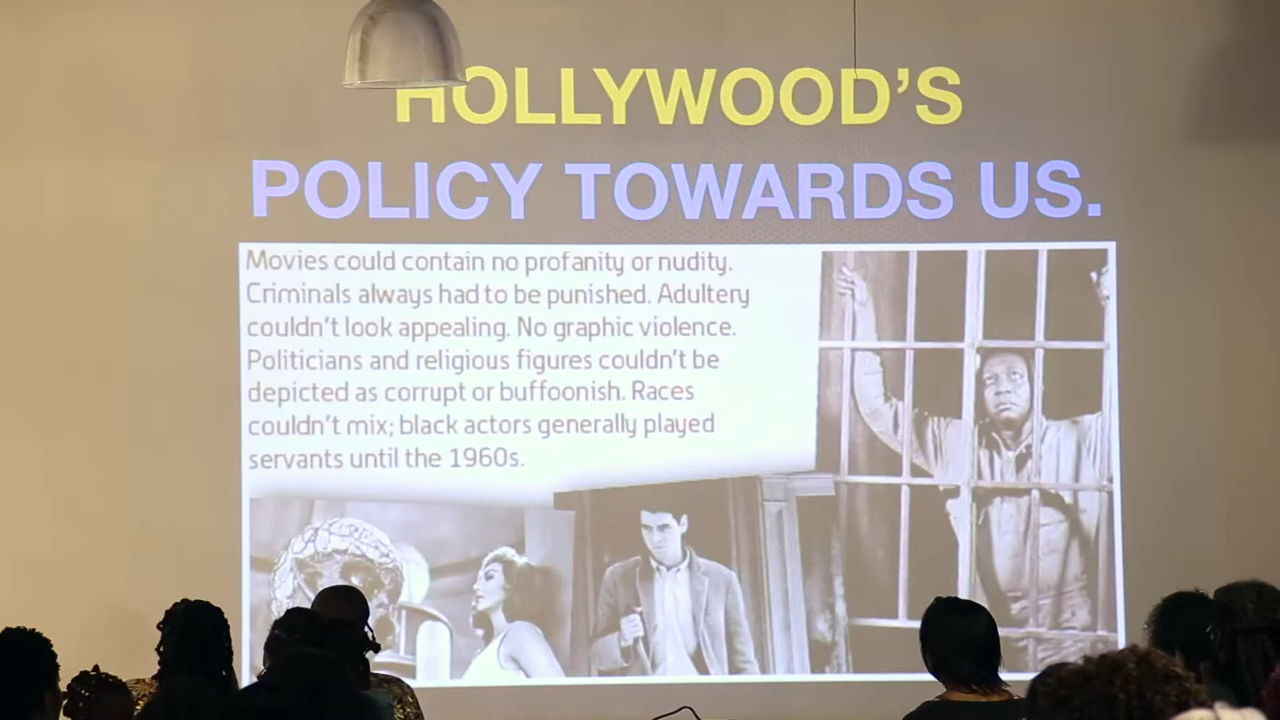 HOLLYWOOD'S
POLICY TOWARDS US.
Movies could contain no profanity or nudity.
Criminals always had to be punished. Adultery
couldn't look appealing. No graphic violence.
Politicians and religious figures couldn't be
depicted as corrupt or buffoonish. Races
couldn't mix; black actors generally played
servants until the 1960s.